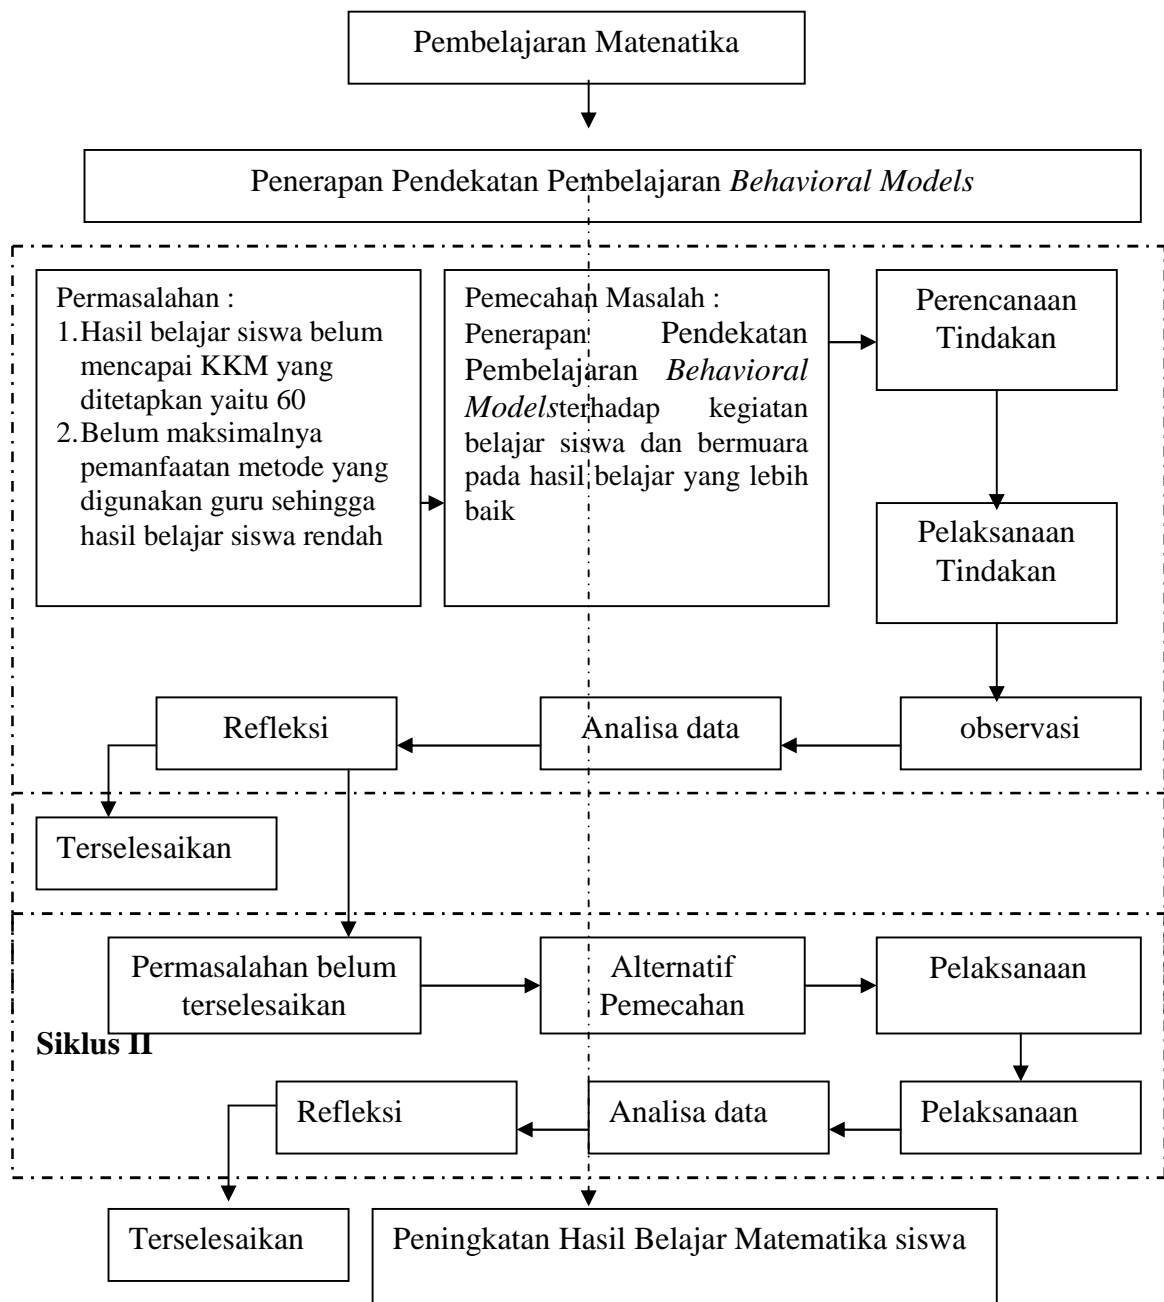 Pembelajaran Matenatika
Penerapan Pendekatan Pembelajaran Behavioral Models
Permasalahan :
1.Hasil belajar siswa belum
mencapai KKM yang
ditetapkan yaitu 60
2.Belum maksimalnya
pemanfaatan metode yang
digunakan guru sehingga
hasil belajar siswa rendah
Pemecahan Masalah :
Penerapan Pendekatan
Pembelajaran Behavioral
Modelsterhadap kegiatan
belajar siswa dan bermuara
pada hasil belajar yang lebih
baik
Perencanaan
Tindakan
Pelaksanaan
Tindakan
Refleksi
Analisa data
observasi
Terselesaikan
Permasalahan belum
terselesaikan
Alternatif
Pemecahan
Pelaksanaan
Siklus II
Refleksi
Analisa data
Pelaksanaan
Terselesaikan
Peningkatan Hasil Belajar Matematika siswa